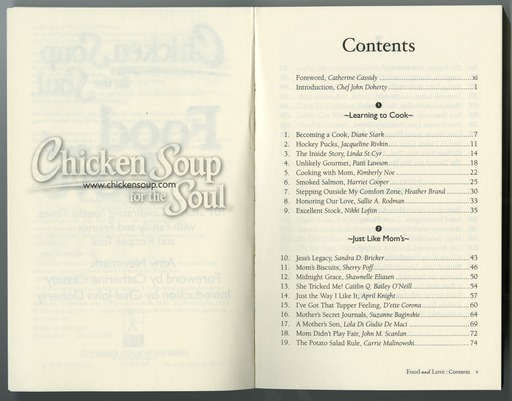 Chicken Soup
www.chickensoup.com
for the Soul
Contents
Foreword, Catherine Cassidy xi
Introduction, Chef John Doherty 1
1
~Learning to Cook~
1. Becoming a Cook, Diane Stark 7
2. Hockey Pucks, Jacqueline Rivkin 11
3. The Inside Story, Linda St.Cyr 14
4. Unlikely Gourmet, Patti Lawson 18
5. Cooking with Mom, Kimberly Noe 22
6. Smoked Salmon, Harriet Cooper 25
7. Stepping Outside My Comfort Zone, Heather Brand 30
8. Honoring Our Love, Sallie A. Rodman 33
9. Excellent Stock, Nikki Loftin 35
2
~Just Like Mom's~
10. Jess's Legacy, Sandra D. Bricker 43
11. Mom's Biscuits, Sherry Poff 46
12. Midnight Grace, Shawnelle Eliasen 50
13. She Tricked Me! Caitlin Q. Bailey O'Neill 54
14. Just the Way I Like It, April Knight 57
15. I've Got That Tupper Feeling, D'ette Corona 60
16. Mother's Secret Journals, Suzanne Baginskie 64
17. A Mother's Son, Lola Di Giulio De Maci 69
18. Mom Didn't Play Fair, John M. Scanlan 72
19. The Potato Salad Rule, Carrie Malinowski 74
Food and Love : Contents v